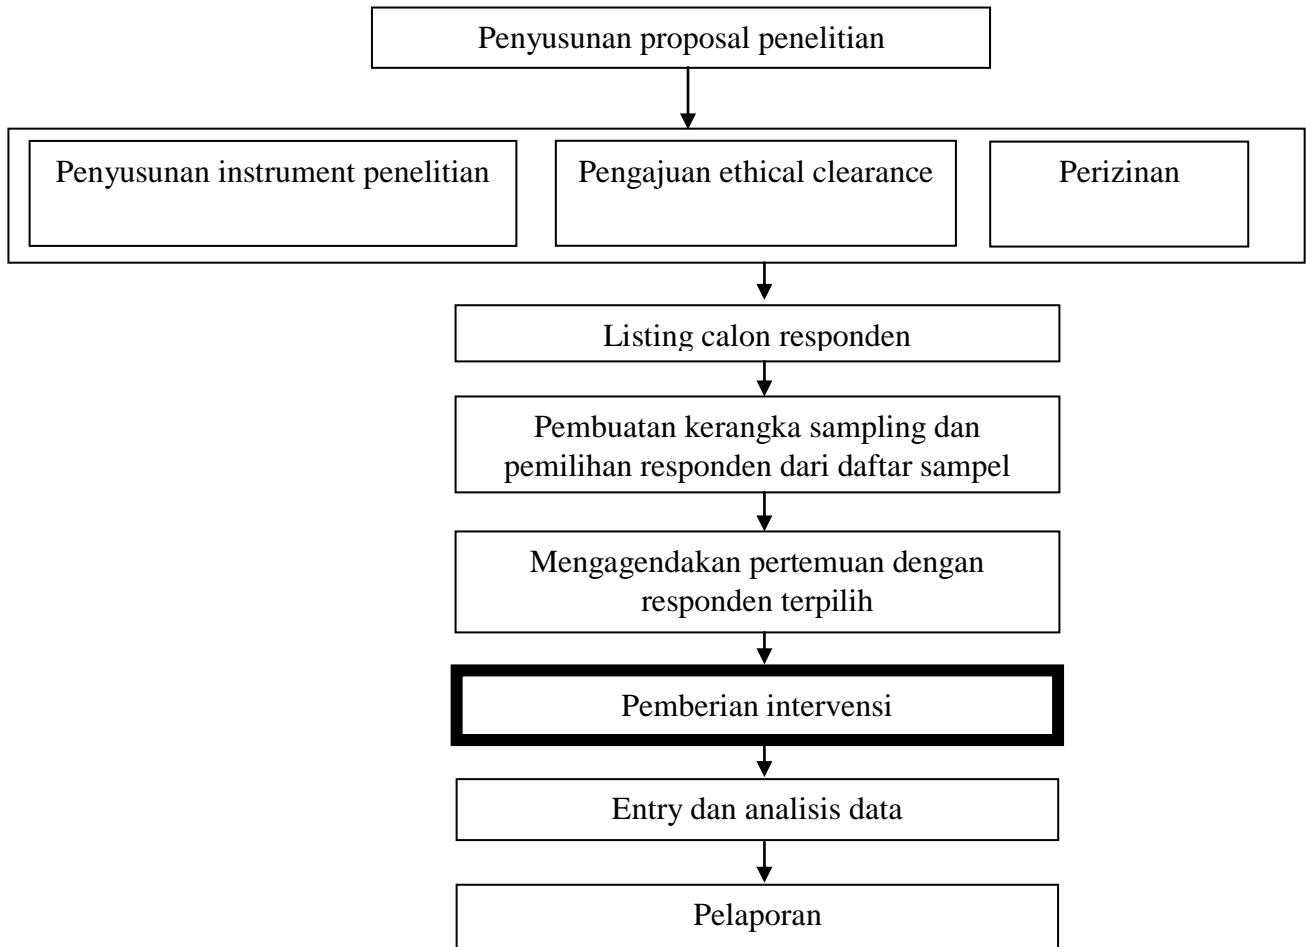 Penyusunan proposal penelitian
Penyusunan instrument penelitian
Pengajuan ethical clearance
Perizinan
Listing calon responden
Pembuatan kerangka sampling dan
pemilihan responden dari daftar sampel
Mengagendakan pertemuan dengan
responden terpilih
Pemberian intervensi
Entry dan analisis data
Pelaporan